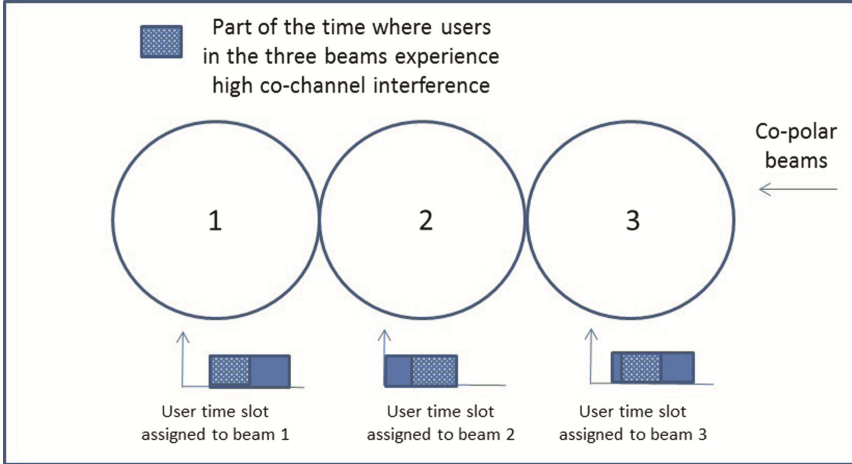 Part of the time where users
in the three beams experience
high co-channel interference
Co-polar
beams
1
2
3
User time slot
assigned to beam 1
User time slot
assigned to beam 2
User time slot
assigned to beam 3